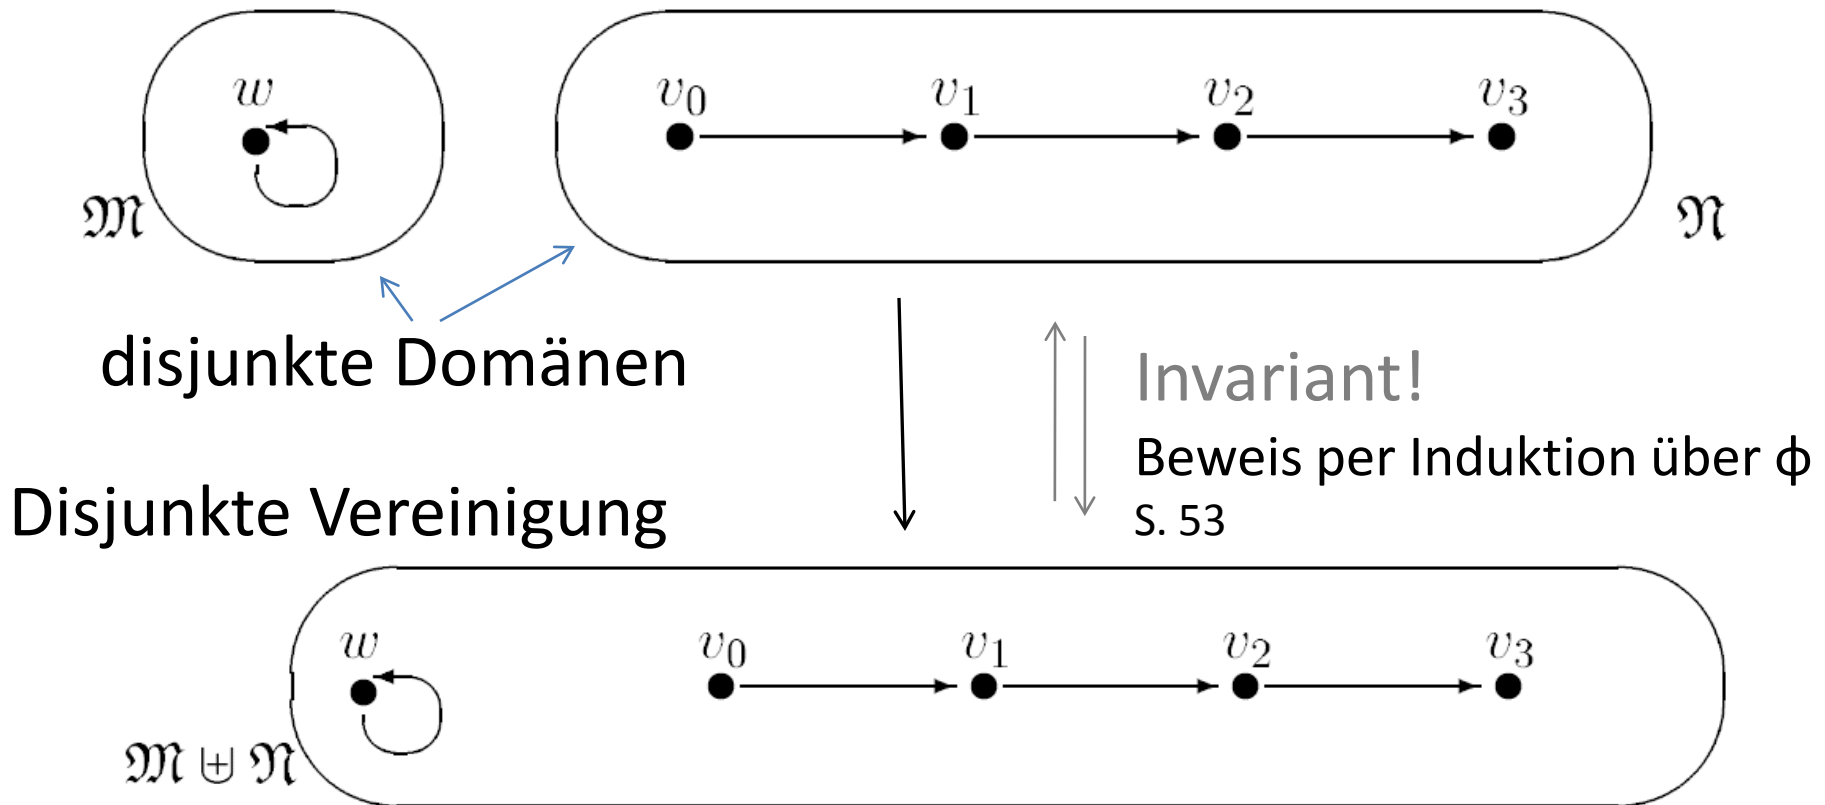 w
v₀ v₁ v₂ v₃
𝔐 𝔑
disjunkte Domänen
Invariant!
Beweis per Induktion über ϕ
S. 53
Disjunkte Vereinigung
w
v₀ v₁ v₂ v₃
𝔐 ⊎ 𝔑